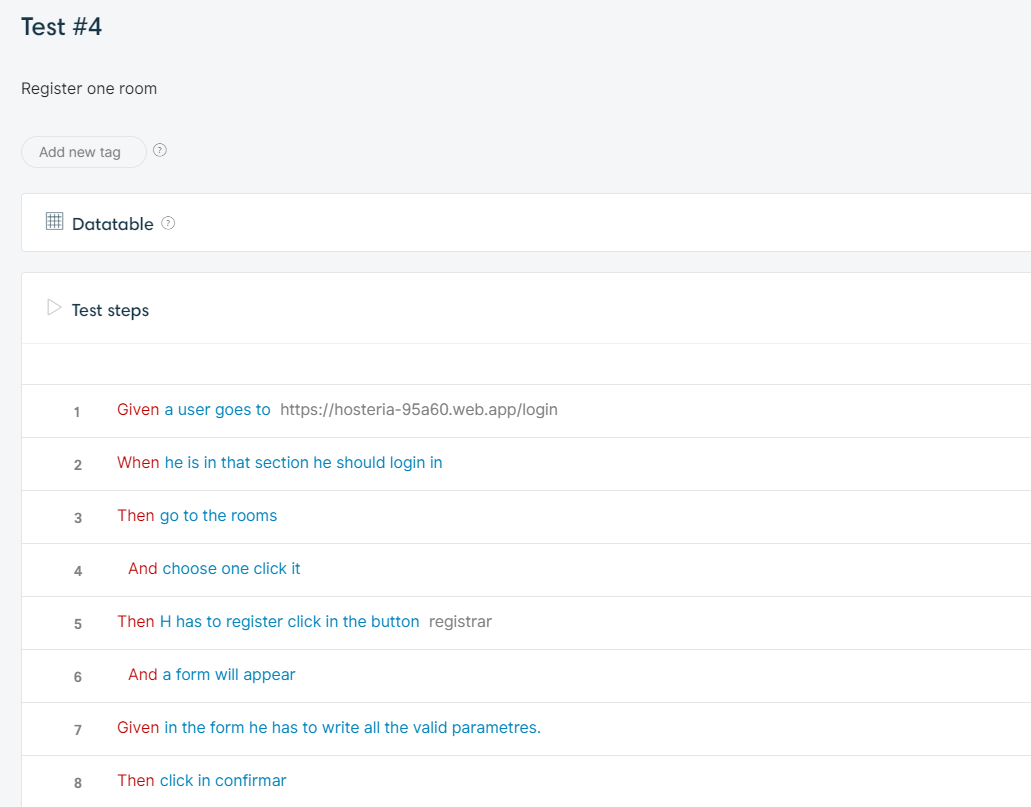 Test #4
Register one room
Add new tag ?
Datatable ?
Test steps
1 Given a user goes to https://hosteria-95a60.web.app/login
2 When he is in that section he should login in
3 Then go to the rooms
4 And choose one click it
5 Then H has to register click in the button registrar
6 And a form will appear
7 Given in the form he has to write all the valid parametres.
8 Then click in confirmar